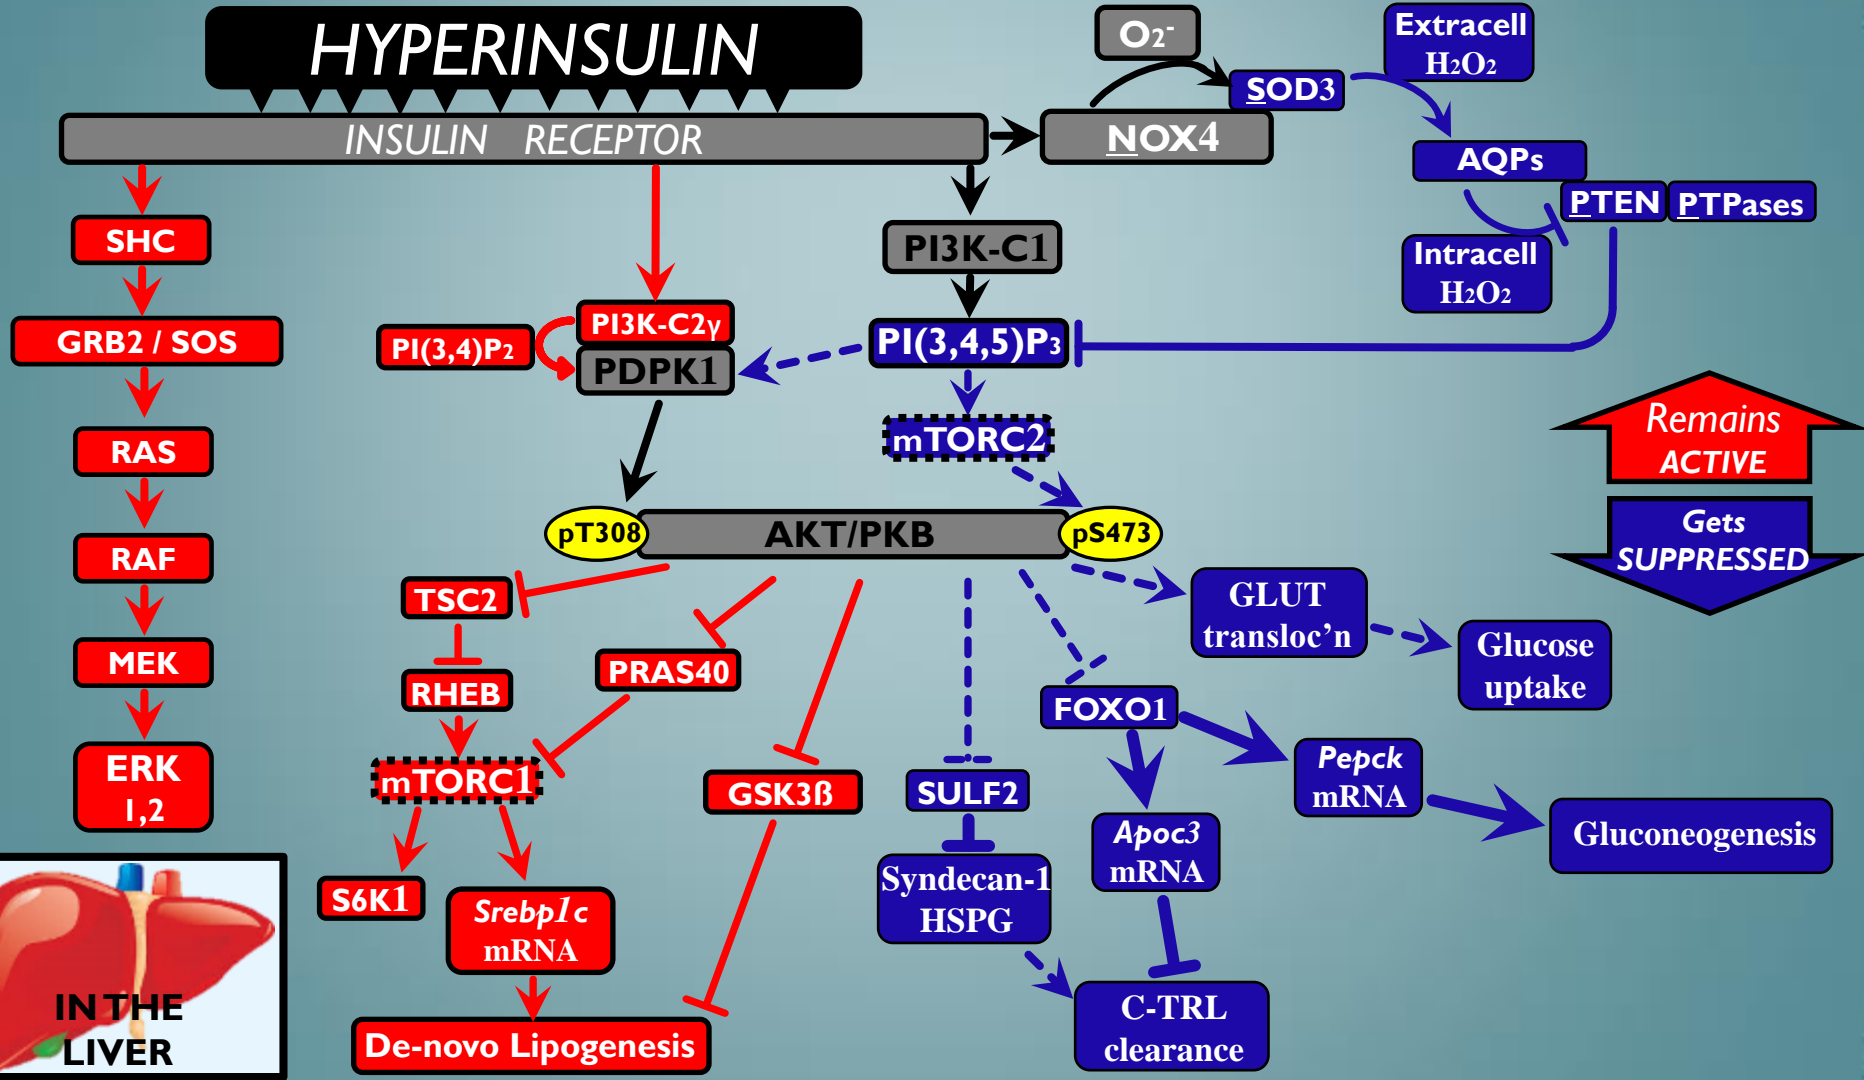 HYPERINSULIN
INSULIN RECEPTOR
O2-
SOD3
NOX4
Extracell
H2O2
AQPs
PTEN
PTPases
Intracell
H2O2
SHC
GRB2 / SOS
RAS
RAF
MEK
ERK
1,2
PI3K-C1
PI3K-C2γ
PI(3,4)P2
PDPK1
PI(3,4,5)P3
mTORC2
Remains
ACTIVE
Gets
SUPPRESSED
pT308
AKT/PKB
pS473
TSC2
RHEB
PRAS40
mTORC1
GSK3ß
S6K1
Srebp1c
mRNA
De-novo Lipogenesis
GLUT
transloc’n
Glucose
uptake
FOXO1
SULF2
Pepck
mRNA
Gluconeogenesis
Apoc3
mRNA
Syndecan-1
HSPG
C-TRL
clearance
IN THE
LIVER